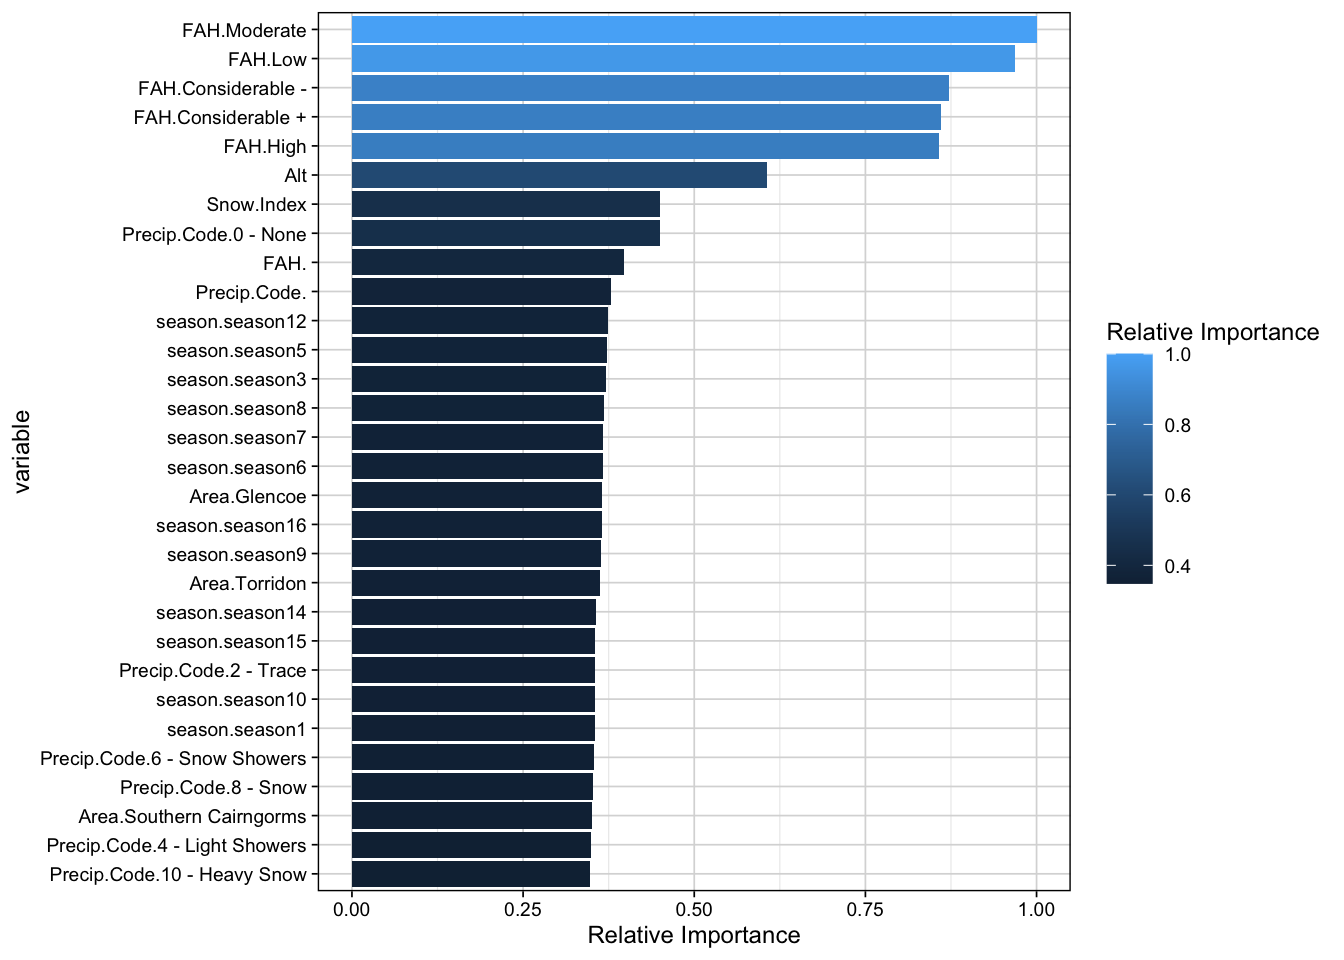 FAH.Moderate
FAH.Low
FAH.Considerable -
FAH.Considerable +
FAH.High
Alt
Snow.Index
Precip.Code.0 - None
FAH.
Precip.Code.
season.season12
season.season5
season.season3
season.season8
season.season7
season.season6
Area.Glencoe
season.season16
season.season9
Area.Torridon
season.season14
season.season15
Precip.Code.2 - Trace
season.season10
season.season1
Precip.Code.6 - Snow Showers
Precip.Code.8 - Snow
Area.Southern Cairngorms
Precip.Code.4 - Light Showers
Precip.Code.10 - Heavy Snow
variable
0.00 0.25 0.50 0.75 1.00
Relative Importance
Relative Importance
1.0
0.8
0.6
0.4